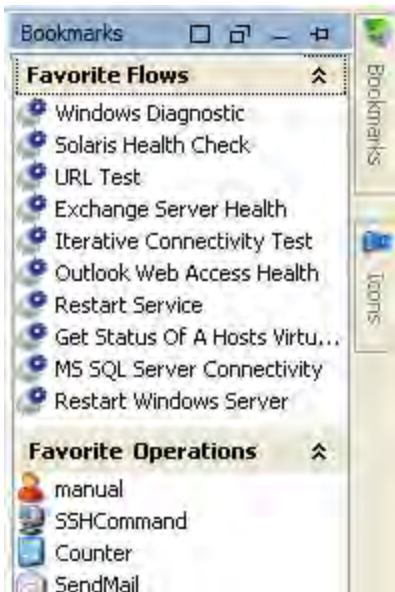 Bookmarks
Favorite Flows
Windows Diagnostic
Solaris Health Check
URL Test
Exchange Server Health
Iterative Connectivity Test
Outlook Web Access Health
Restart Service
Get Status Of A Hosts Virtu...
MS SQL Server Connectivity
Restart Windows Server
Favorite Operations
manual
SSHCommand
Counter
SendMail
Bookmarks
Icons